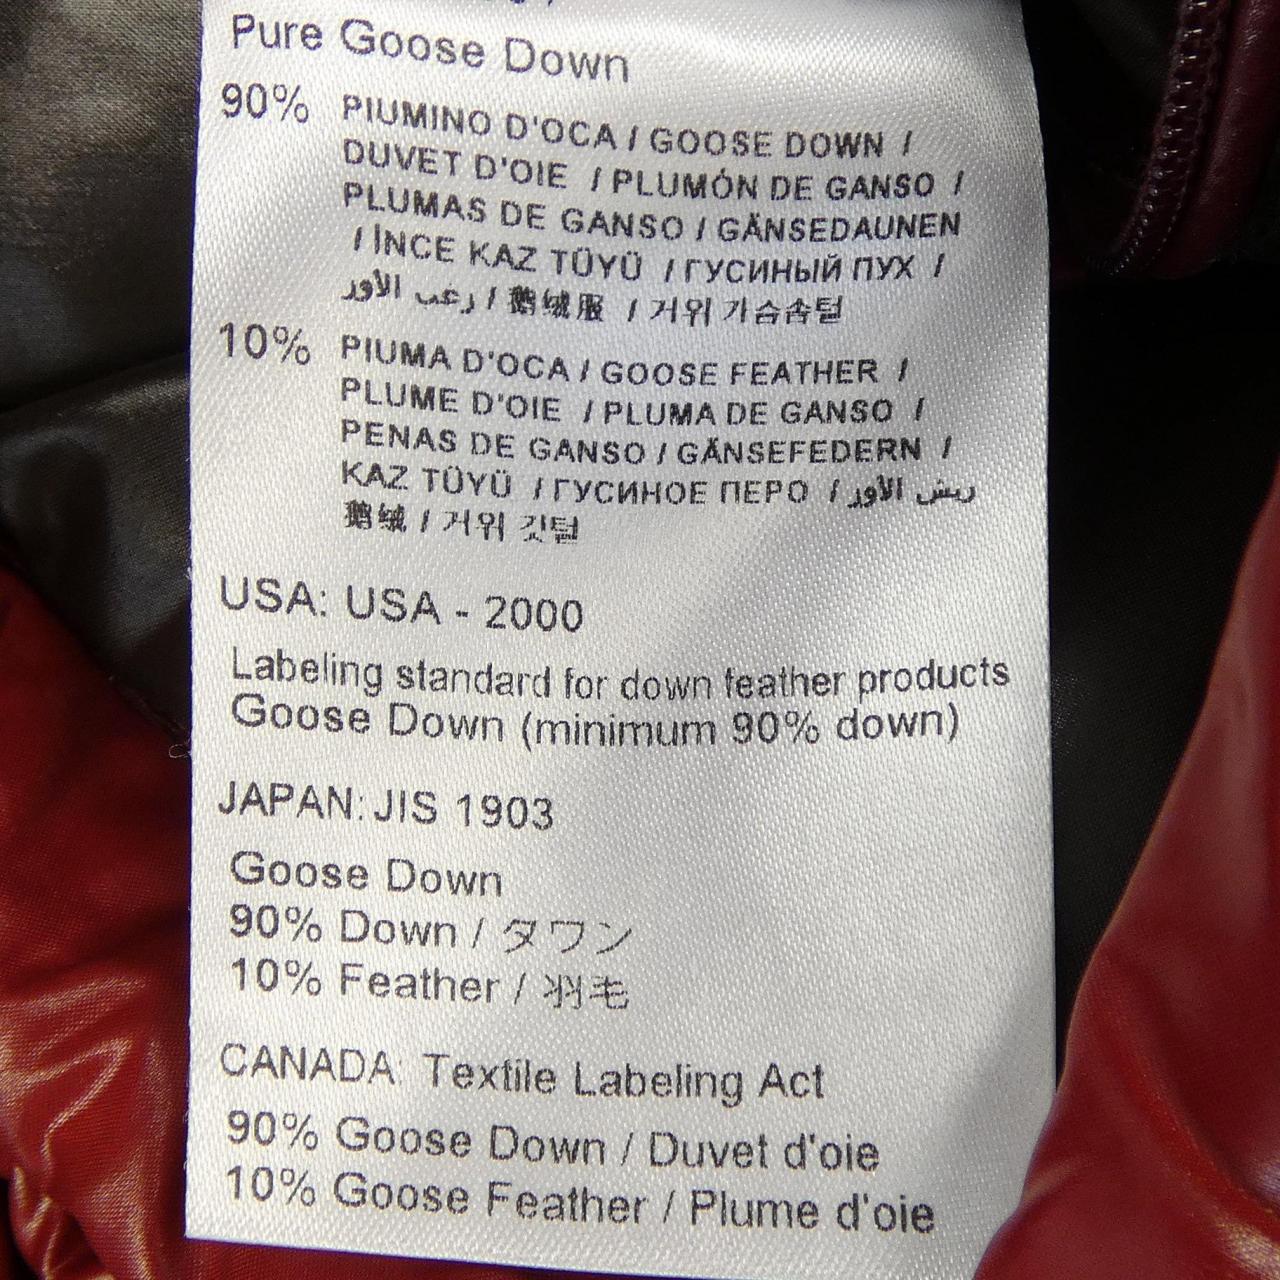 Pure Goose Down
90% PIUMINO D'OCA / GOOSE DOWN /
DUVET D'OIE / PLUMÓN DE GANSO /
PLUMAS DE GANSO / GÄNSEDAUNEN
/ İNCE KAZ TÜYÜ / ГУСИНЫЙ ПУХ /
زغب الأوز / 鹅绒服 / 거위 가슴솜털
10% PIUMA D'OCA / GOOSE FEATHER /
PLUME D'OIE / PLUMA DE GANSO /
PENAS DE GANSO / GÄNSEFEDERN /
KAZ TÜYÜ / ГУСИНОЕ ПЕРО / ريش الأوز
鹅绒 / 거위 깃털
USA: USA - 2000
Labeling standard for down feather products
Goose Down (minimum 90% down)
JAPAN: JIS 1903
Goose Down
90% Down / タワン
10% Feather / 羽毛
CANADA: Textile Labeling Act
90% Goose Down / Duvet d'oie
10% Goose Feather / Plume d'oie